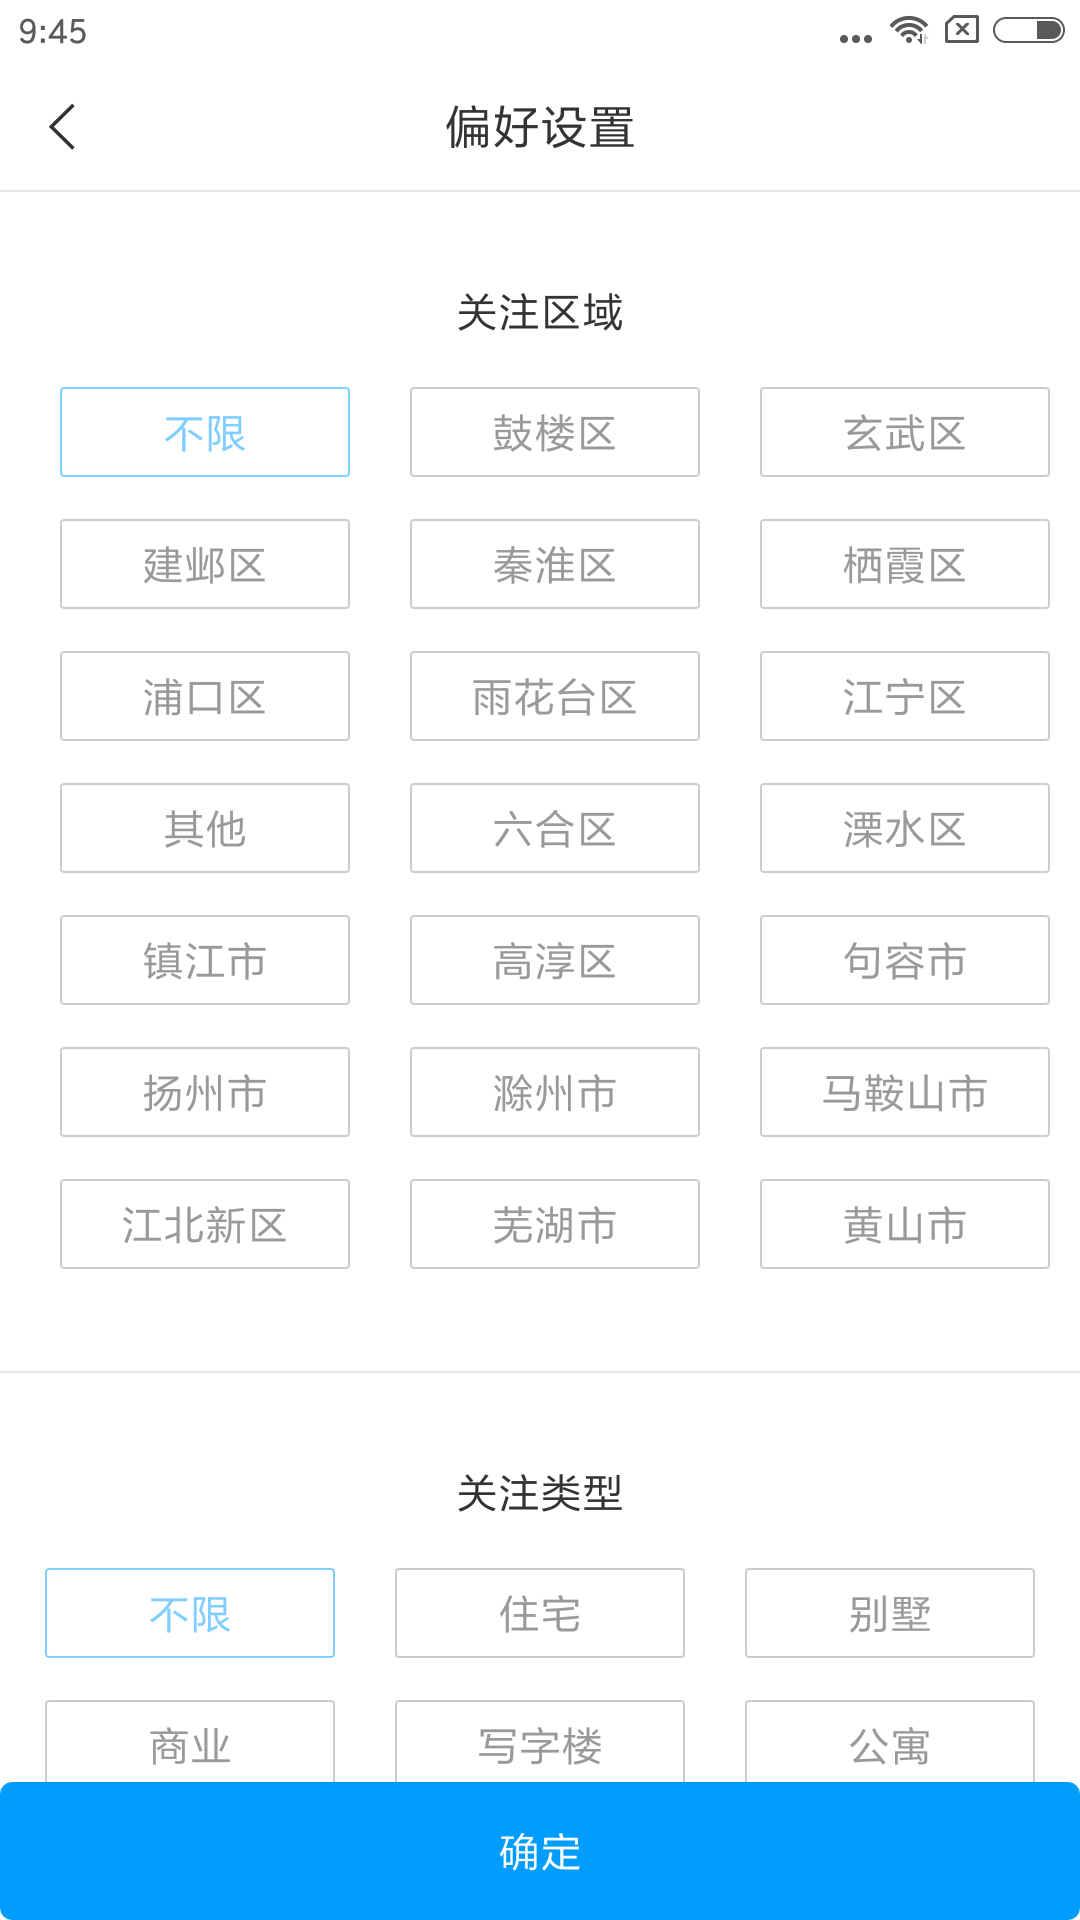 9:45
偏好设置
关注区域
不限 鼓楼区 玄武区
建邺区 秦淮区 栖霞区
浦口区 雨花台区 江宁区
其他 六合区 溧水区
镇江市 高淳区 句容市
扬州市 滁州市 马鞍山市
江北新区 芜湖市 黄山市
关注类型
不限 住宅 别墅
商业 写字楼 公寓
确定